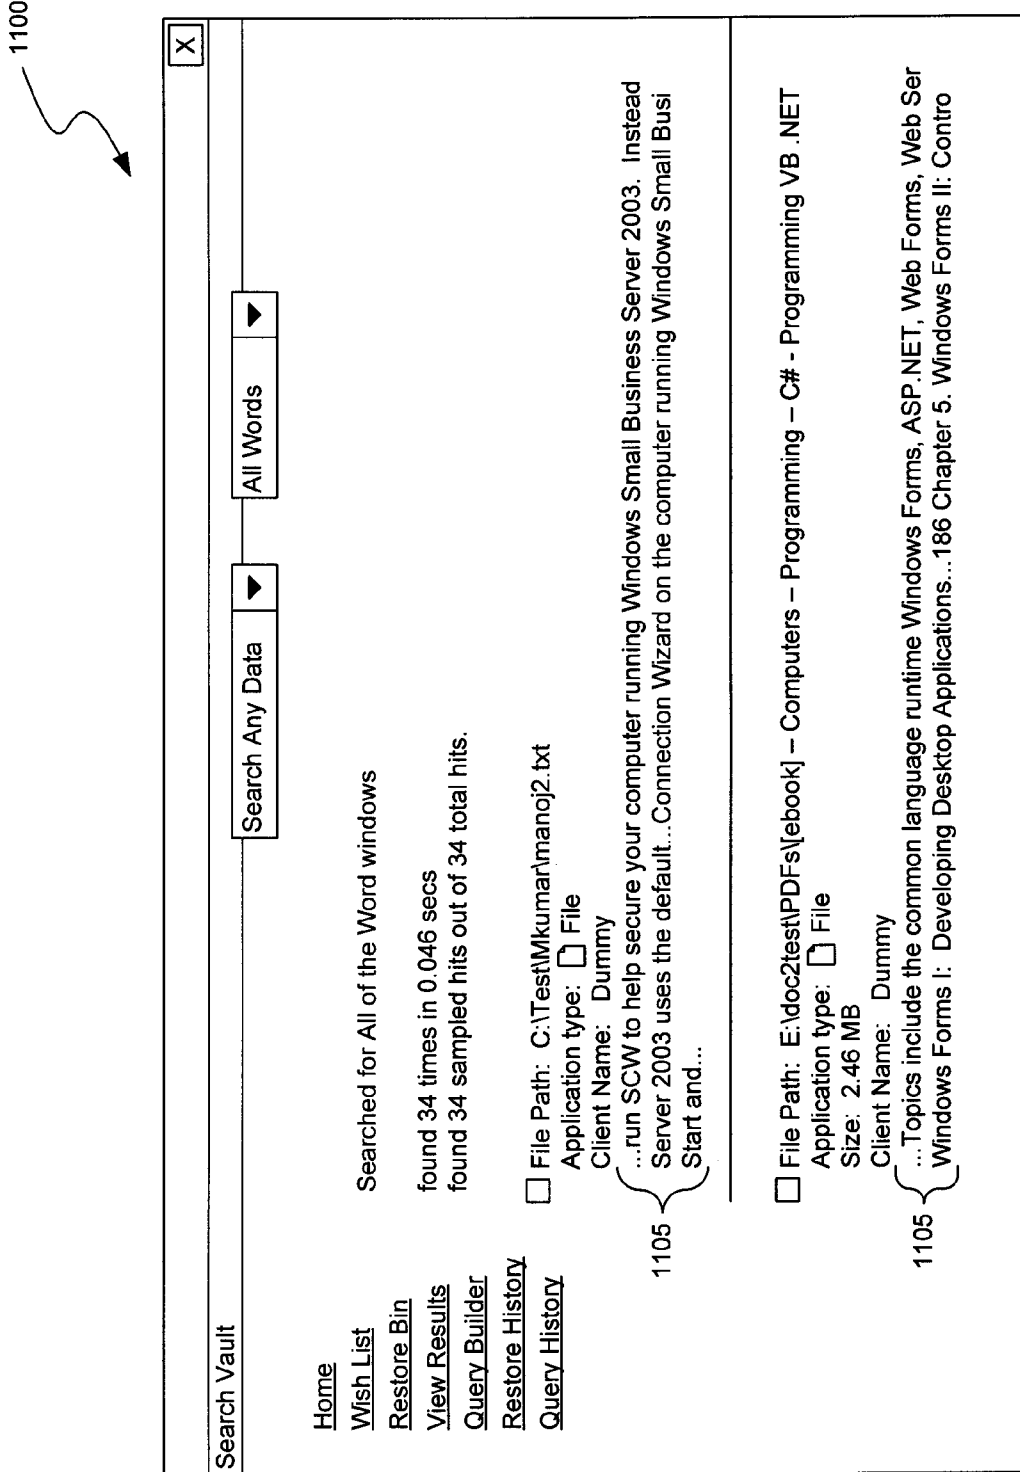 1100
X
Search Vault
Search Any Data
All Words
Home
Wish List
Restore Bin
View Results
Query Builder
Restore History
Query History
Searched for All of the Word windows
found 34 times in 0.046 secs
found 34 sampled hits out of 34 total hits.
File Path: C:\Test\Mkumar\manoj2.txt
Application type: File
Client Name: Dummy
...run SCW to help secure your computer running Windows Small Business Server 2003. Instead
Server 2003 uses the default...Connection Wizard on the computer running Windows Small Busi
Start and...
1105
File Path: E:\doc2test\PDFs\[ebook] – Computers – Programming – C# - Programming VB .NET
Application type: File
Size: 2.46 MB
Client Name: Dummy
...Topics include the common language runtime Windows Forms, ASP.NET, Web Forms, Web Ser
Windows Forms I: Developing Desktop Applications...186 Chapter 5. Windows Forms II: Contro
1105